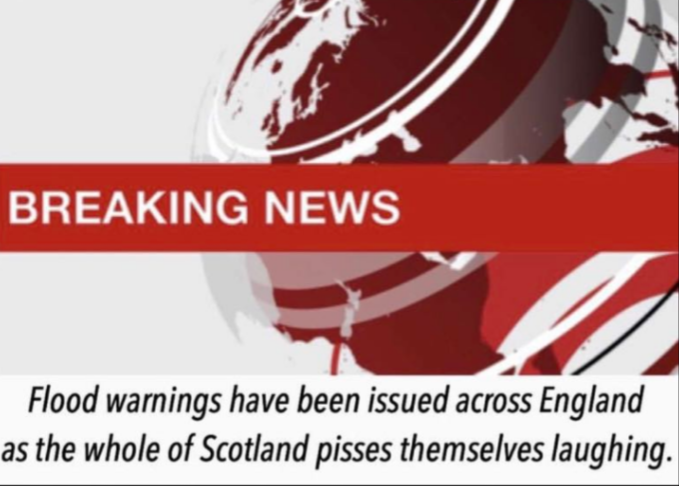 BREAKING NEWS
Flood warnings have been issued across England
as the whole of Scotland pisses themselves laughing.